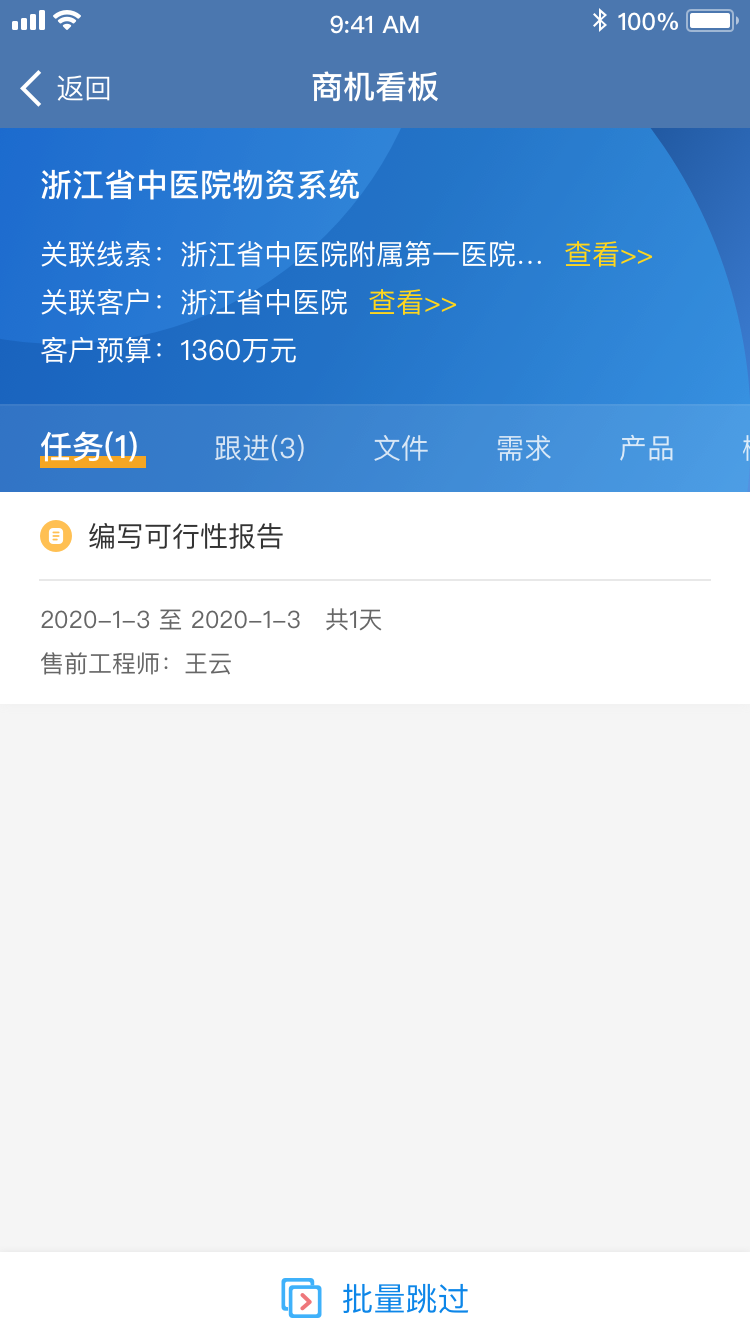 9:41 AM 100%
返回 商机看板
浙江省中医院物资系统
关联线索：浙江省中医院附属第一医院... 查看>>
关联客户：浙江省中医院 查看>>
客户预算：1360万元
任务(1) 跟进(3) 文件 需求 产品
编写可行性报告
2020-1-3 至 2020-1-3 共1天
售前工程师：王云
批量跳过